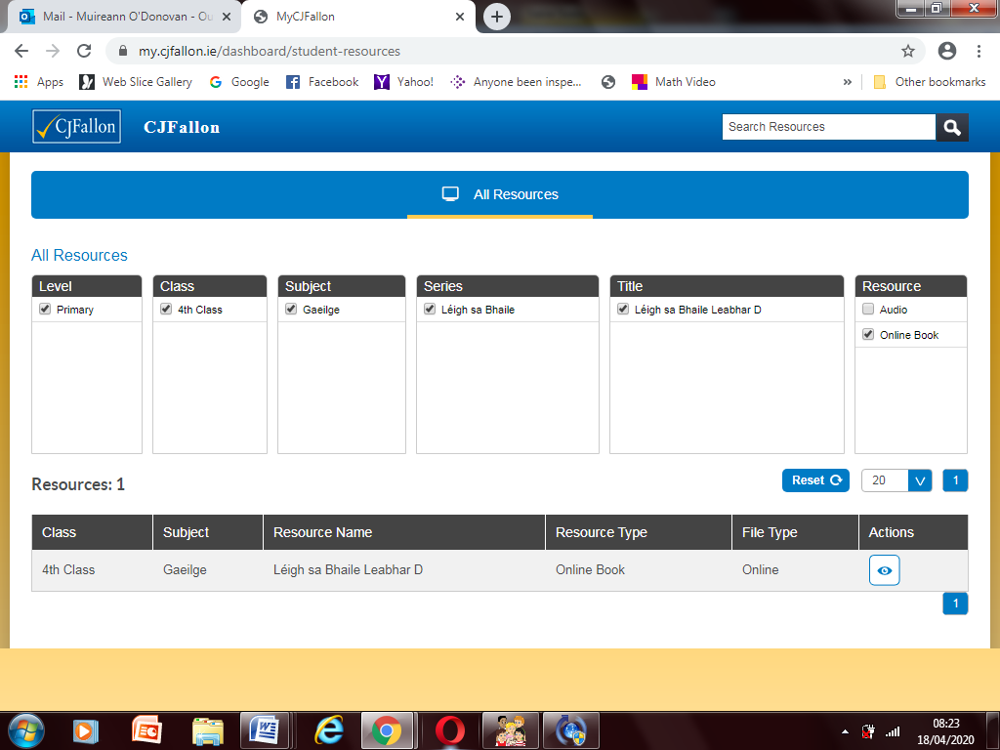 Mail - Muireann O'Donovan - Ou
MyCJFallon
my.cjfallon.ie/dashboard/student-resources
Apps Web Slice Gallery Google Facebook Yahoo! Anyone been inspe... Math Video » Other bookmarks
CJFallon CJFallon Search Resources
All Resources
All Resources
Level Class Subject Series Title Resource
Primary 4th Class Gaeilge Léigh sa Bhaile Léigh sa Bhaile Leabhar D Audio
Online Book
Resources: 1 Reset 20 1
Class Subject Resource Name Resource Type File Type Actions
4th Class Gaeilge Léigh sa Bhaile Leabhar D Online Book Online
1
08:23
18/04/2020